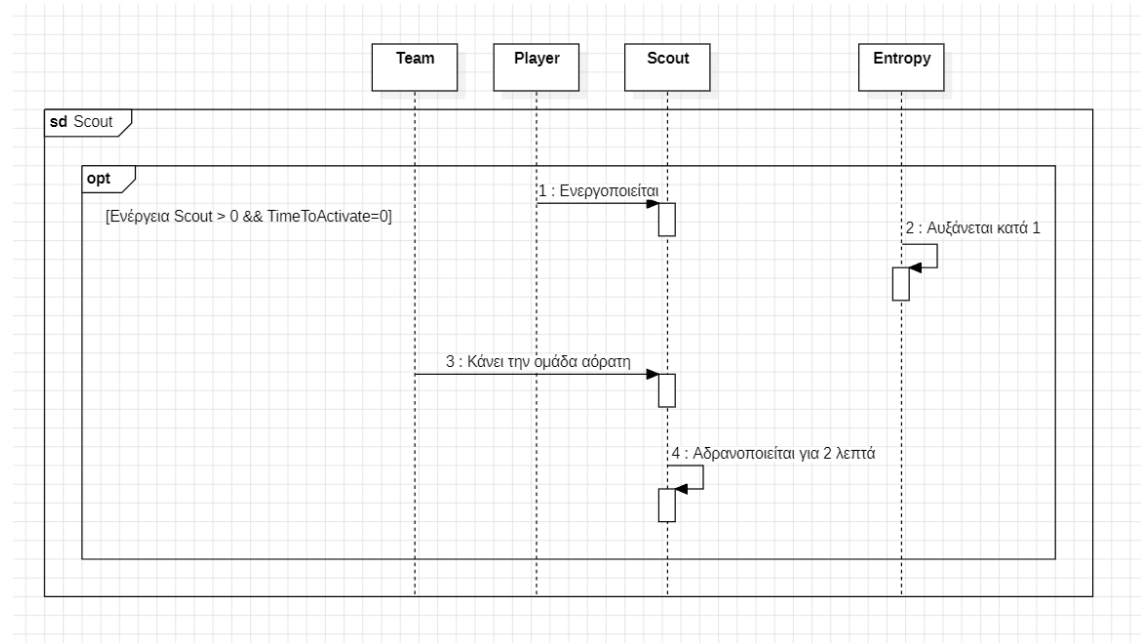 Team
Player
Scout
Entropy
sd Scout
opt
1 : Ενεργοποιείται
[Ενέργεια Scout > 0 && TimeToActivate=0]
2 : Αυξάνεται κατά 1
3 : Κάνει την ομάδα αόρατη
4 : Αδρανοποιείται για 2 λεπτά